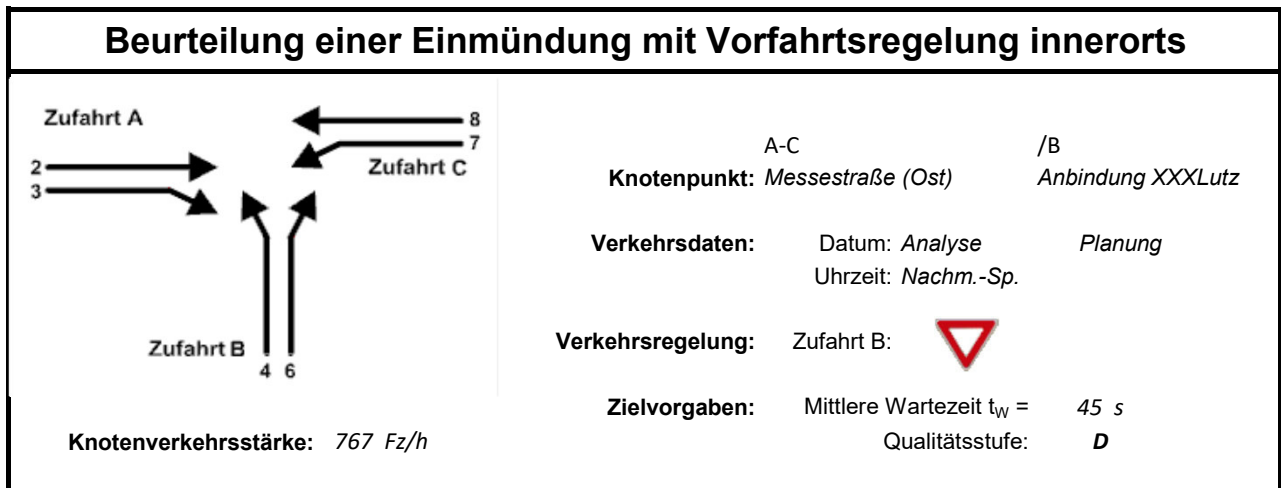 Beurteilung einer Einmündung mit Vorfahrtsregelung innerorts
Zufahrt A
8
7
Zufahrt C
2
3
Zufahrt B
4 6
Knotenverkehrsstärke: 767 Fz/h
A-C /B
Knotenpunkt: Messestraße (Ost) Anbindung XXXLutz
Verkehrsdaten: Datum: Analyse Planung
Uhrzeit: Nachm.-Sp.
Verkehrsregelung: Zufahrt B:
Zielvorgaben: Mittlere Wartezeit tW = 45 s
Qualitätsstufe: D